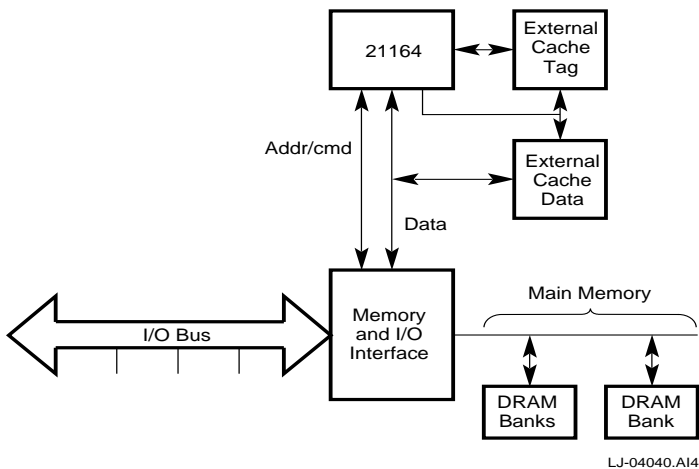 21164
External
Cache
Tag
Addr/cmd
External
Cache
Data
Data
Main Memory
I/O Bus
Memory
and I/O
Interface
DRAM
Banks
DRAM
Bank
LJ-04040.AI4